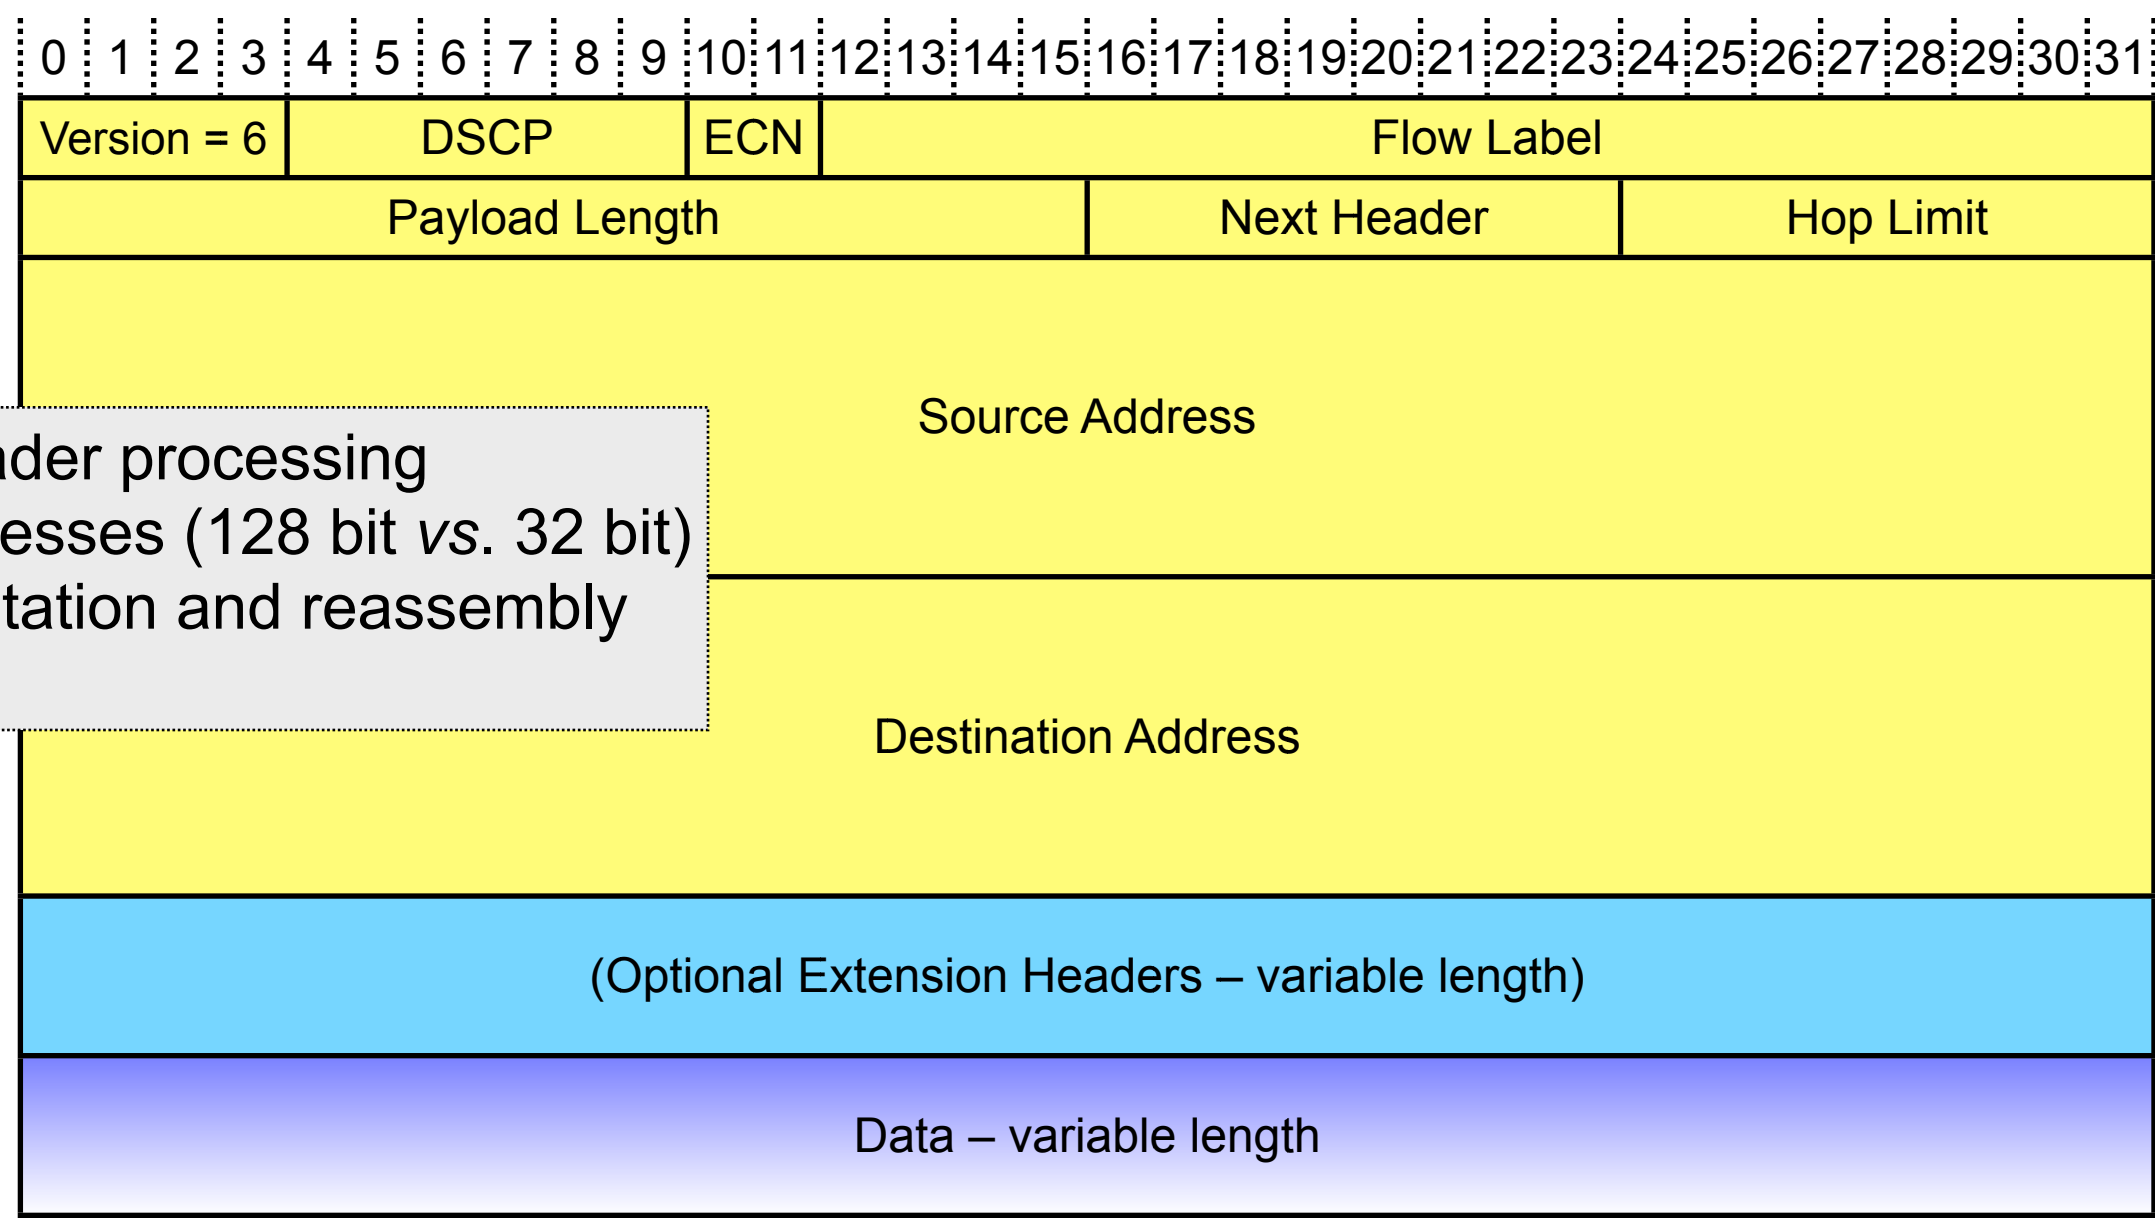 0 1 2 3 4 5 6 7 8 9 10 11 12 13 14 15 16 17 18 19 20 21 22 23 24 25 26 27 28 29 30 31
Version = 6 DSCP ECN Flow Label
Payload Length Next Header Hop Limit
Source Address
processing
(128 bit vs. 32 bit)
and reassembly
Destination Address
(Optional Extension Headers – variable length)
Data – variable length